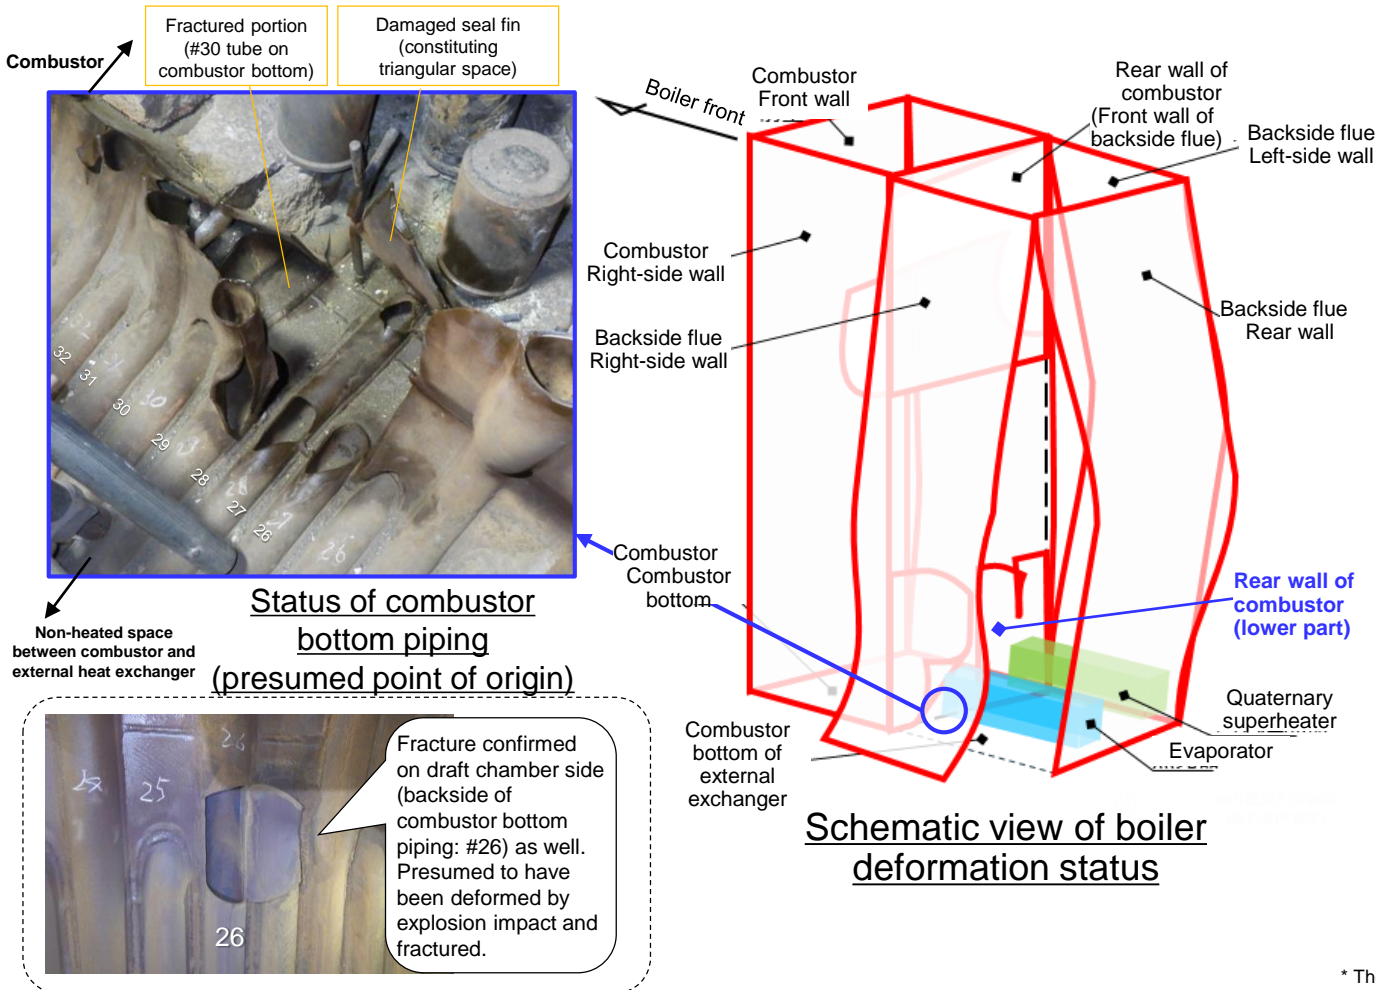 Combustor
Fractured portion
(#30 tube on
combustor bottom)
Damaged seal fin
(constituting
triangular space)
32
31
30
30
29
28
27
26
26
Non-heated space
between combustor and
external heat exchanger
Status of combustor
bottom piping
(presumed point of origin)
25
26
26
Fracture confirmed
on draft chamber side
(backside of
combustor bottom
piping: #26) as well.
Presumed to have
been deformed by
explosion impact and
fractured.
Boiler front
Combustor
Front wall
Rear wall of
combustor
(Front wall of
backside flue)
Backside flue
Left-side wall
Combustor
Right-side wall
Backside flue
Right-side wall
Backside flue
Rear wall
Combustor
Combustor
bottom
Rear wall of
combustor
(lower part)
Quaternary
superheater
Evaporator
Combustor
bottom of
external
exchanger
Schematic view of boiler
deformation status
* Th